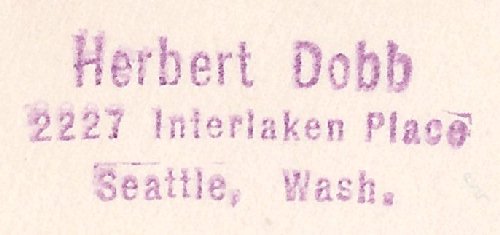 Herbert Dobb
2227 Interlaken Place
Seattle, Wash.